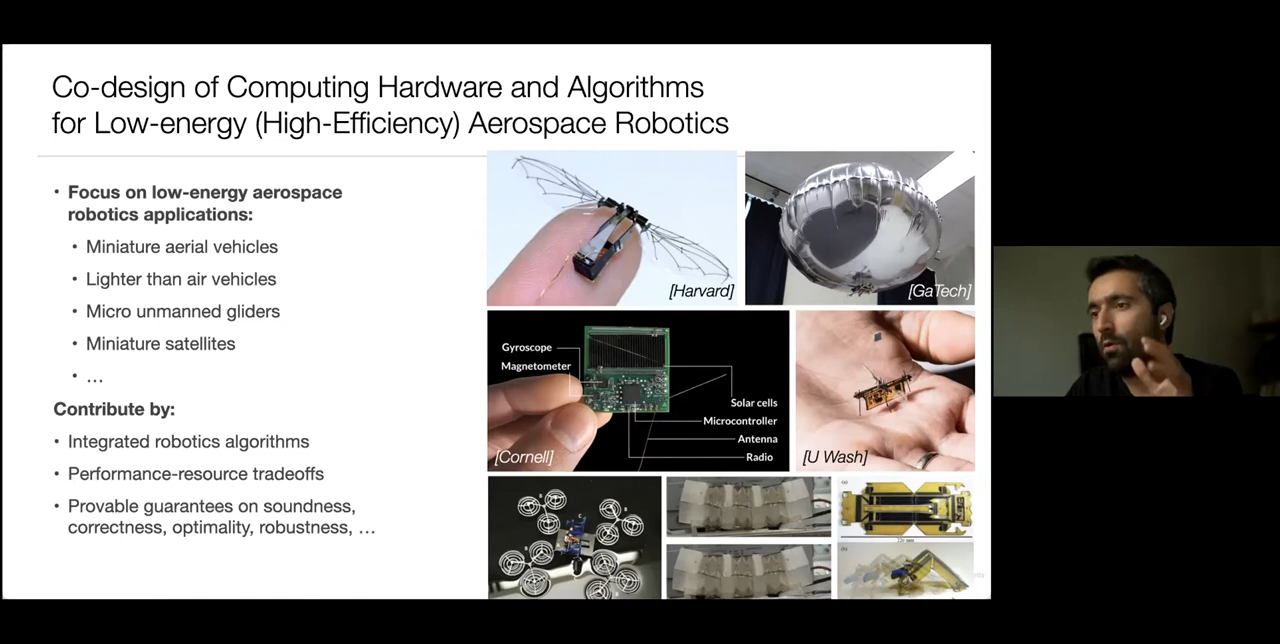 Co-design of Computing Hardware and Algorithms
for Low-energy (High-Efficiency) Aerospace Robotics
• Focus on low-energy aerospace
robotics applications:
• Miniature aerial vehicles
• Lighter than air vehicles
• Micro unmanned gliders
• Miniature satellites
• …
Contribute by:
• Integrated robotics algorithms
• Performance-resource tradeoffs
• Provable guarantees on soundness,
correctness, optimality, robustness, …
[Harvard]
[GaTech]
Gyroscope
Magnetometer
Solar cells
Microcontroller
Antenna
Radio
[Cornell]
[U Wash]
(a)
220 mm
(b)